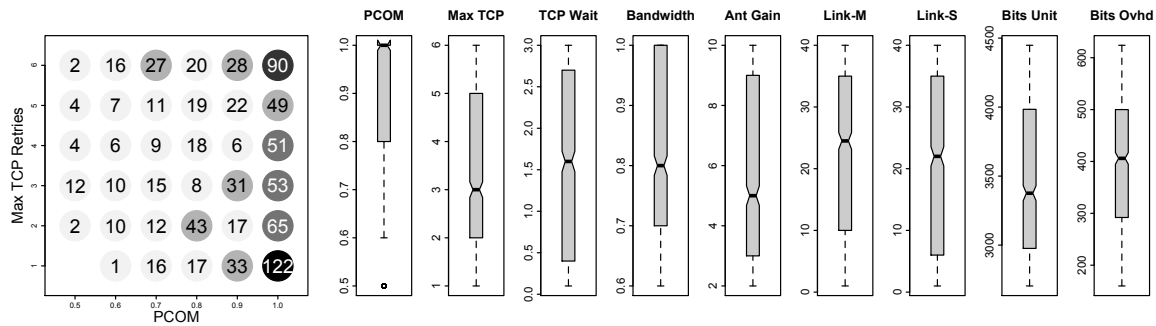 PCOM Max TCP TCP Wait Bandwidth Ant Gain Link-M Link-S Bits Unit Bits Ovhd
Max TCP Retries
6 2 16 27 20 28 90
5 4 7 11 19 22 49
4 4 6 9 18 6 51
3 12 10 15 8 31 53
2 2 10 12 43 17 65
1 1 16 17 33 122
0.5 0.6 0.7 0.8 0.9 1.0
PCOM
0.5 0.6 0.7 0.8 0.9 1.0
1 2 3 4 5 6
0.0 0.5 1.0 1.5 2.0 2.5 3.0
0.6 0.7 0.8 0.9 1.0
2 4 6 8 10
0 10 20 30 40
0 10 20 30 40
3000 3500 4000 4500
200 300 400 500 600